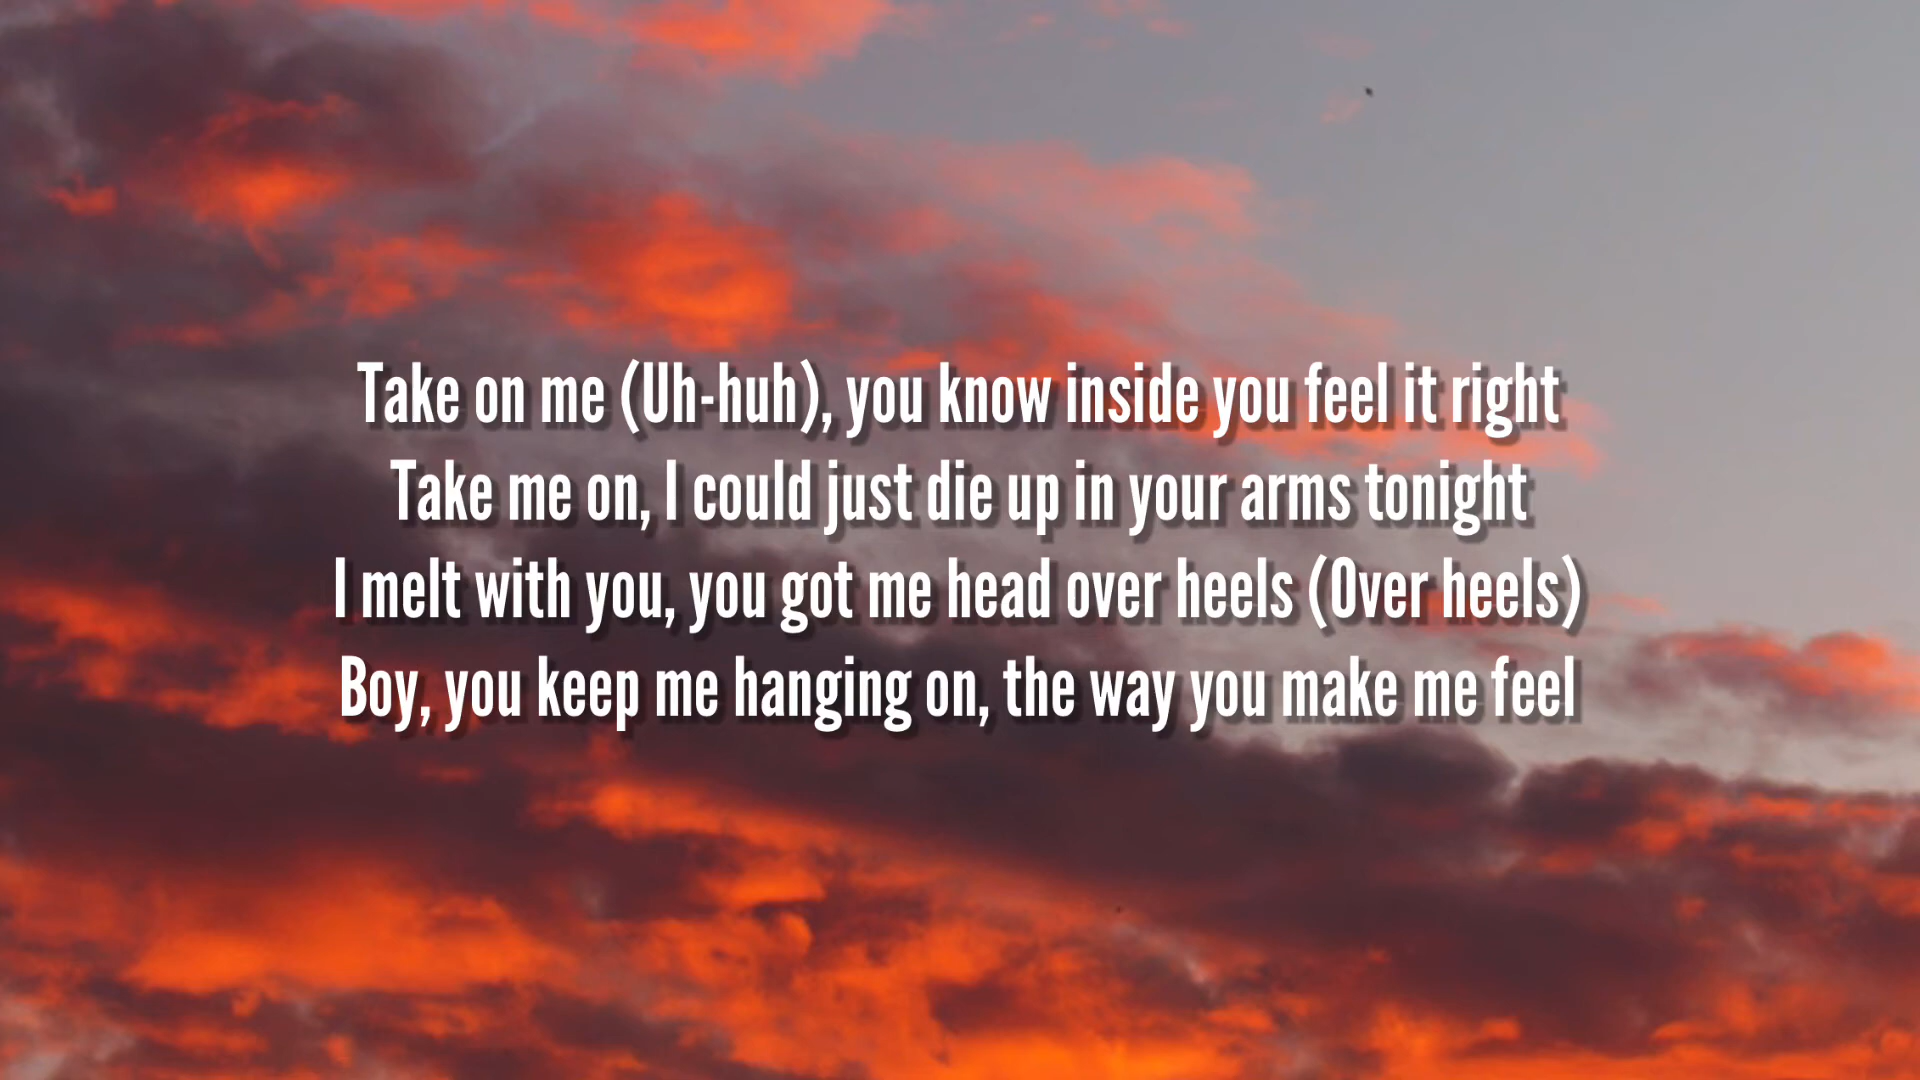 Take on me (Uh-huh), you know inside you feel it right
Take me on, I could just die up in your arms tonight
I melt with you, you got me head over heels (Over heels)
Boy, you keep me hanging on, the way you make me feel